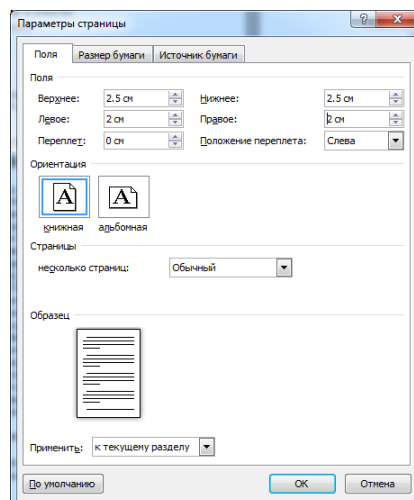 Параметры страницы
Поля Размер бумаги Источник бумаги
Поля
Верхнее: 2.5 см Нижнее: 2.5 см
Левое: 2 см Правое: 2 см
Переплет: 0 см Положение переплета: Слева
Ориентация
A A
книжная альбомная
Страницы
несколько страниц: Обычный
Образец
Применить: к текущему разделу
По умолчанию ОК Отмена